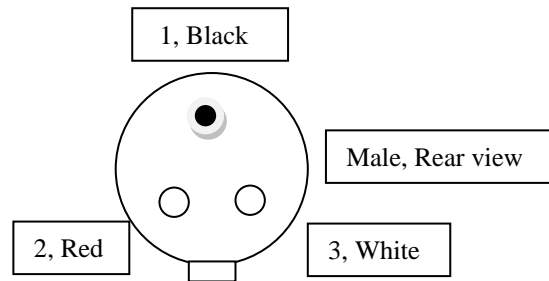 1, Black
Male, Rear view
2, Red
3, White